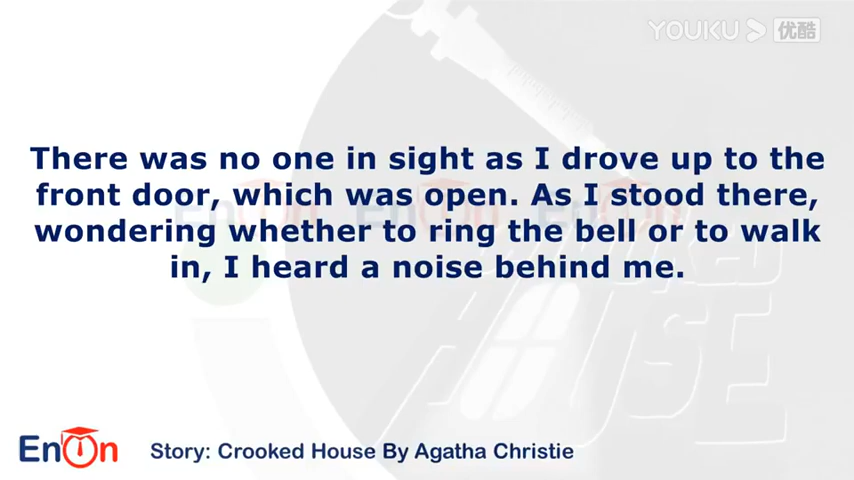 YOUKU 优酷
There was no one in sight as I drove up to the
front door, which was open. As I stood there,
wondering whether to ring the bell or to walk
in, I heard a noise behind me.
HOUSE
EnOn
Story: Crooked House By Agatha Christie